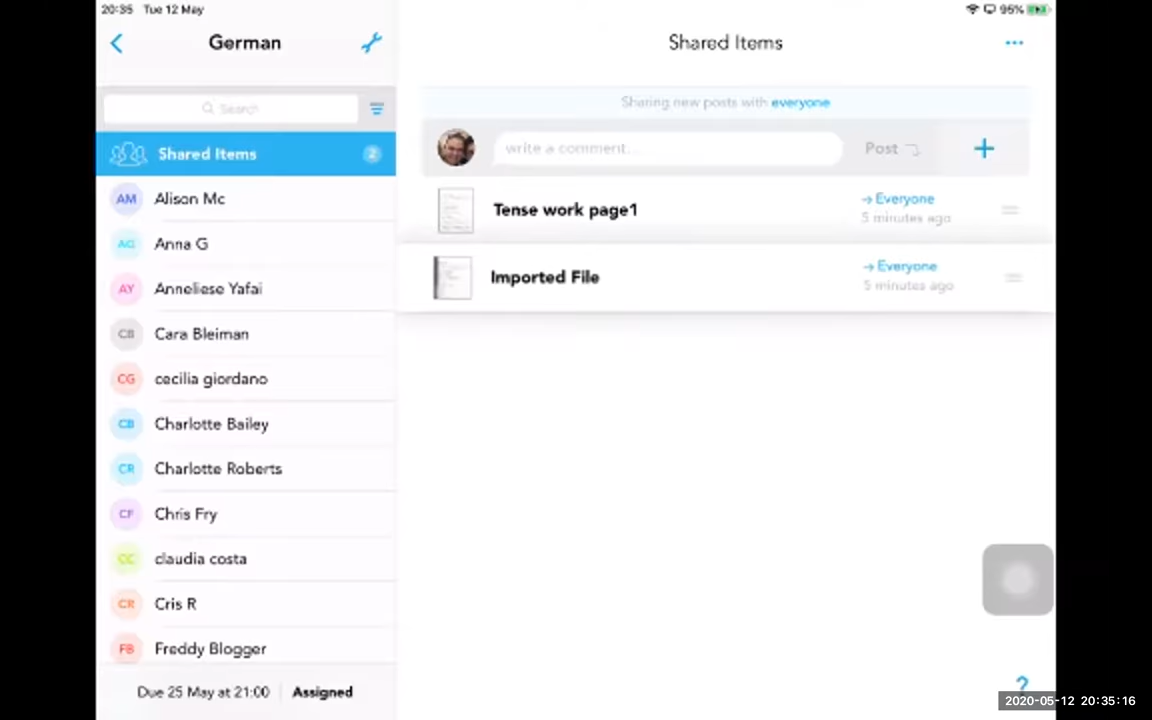 20:35 Tue 12 May
95%
German
Shared Items
Search
Sharing new posts with everyone
Shared Items 2
write a comment...
Post
AM Alison Mc
Tense work page1
→ Everyone
5 minutes ago
AG Anna G
Imported File
→ Everyone
5 minutes ago
AY Anneliese Yafai
CB Cara Bleiman
CG cecilia giordano
CB Charlotte Bailey
CR Charlotte Roberts
CF Chris Fry
CC claudia costa
CR Cris R
FB Freddy Blogger
Due 25 May at 21:00 Assigned
?
2020-05-12 20:35:16